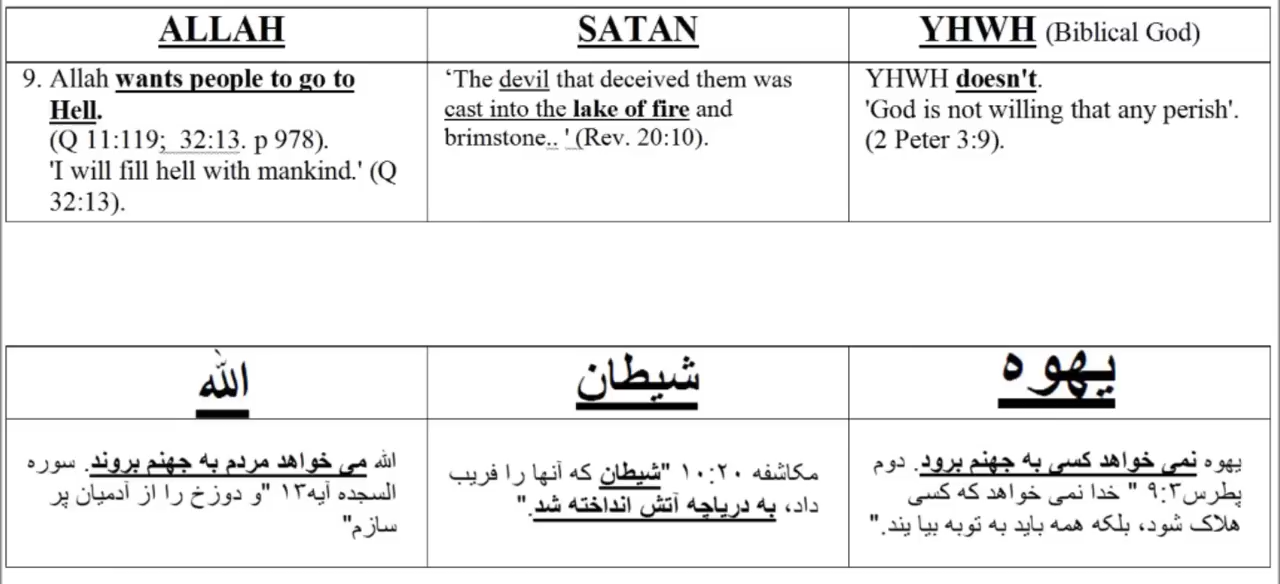 ALLAH
SATAN
YHWH (Biblical God)
9. Allah wants people to go to
Hell.
(Q 11:119; 32:13. p 978).
'I will fill hell with mankind.' (Q
32:13).
‘The devil that deceived them was
cast into the lake of fire and
brimstone.. ' (Rev. 20:10).
YHWH doesn't.
'God is not willing that any perish'.
(2 Peter 3:9).
یهوه
شیطان
الله
یهوه نمی خواهد کسی به جهنم برود. دوم
پطرس۹:۳ " خدا نمی خواهد که کسی
هلاک شود، بلکه همه باید به توبه بیا یند."
مکاشفه ۱۰:۲۰ "شیطان که آنها را فریب
داد، به دریاچه آتش انداخته شد."
الله می خواهد مردم به جهنم بروند. سوره
السجده آیه۱۳ "و دوزخ را از آدمیان پر
سازم"